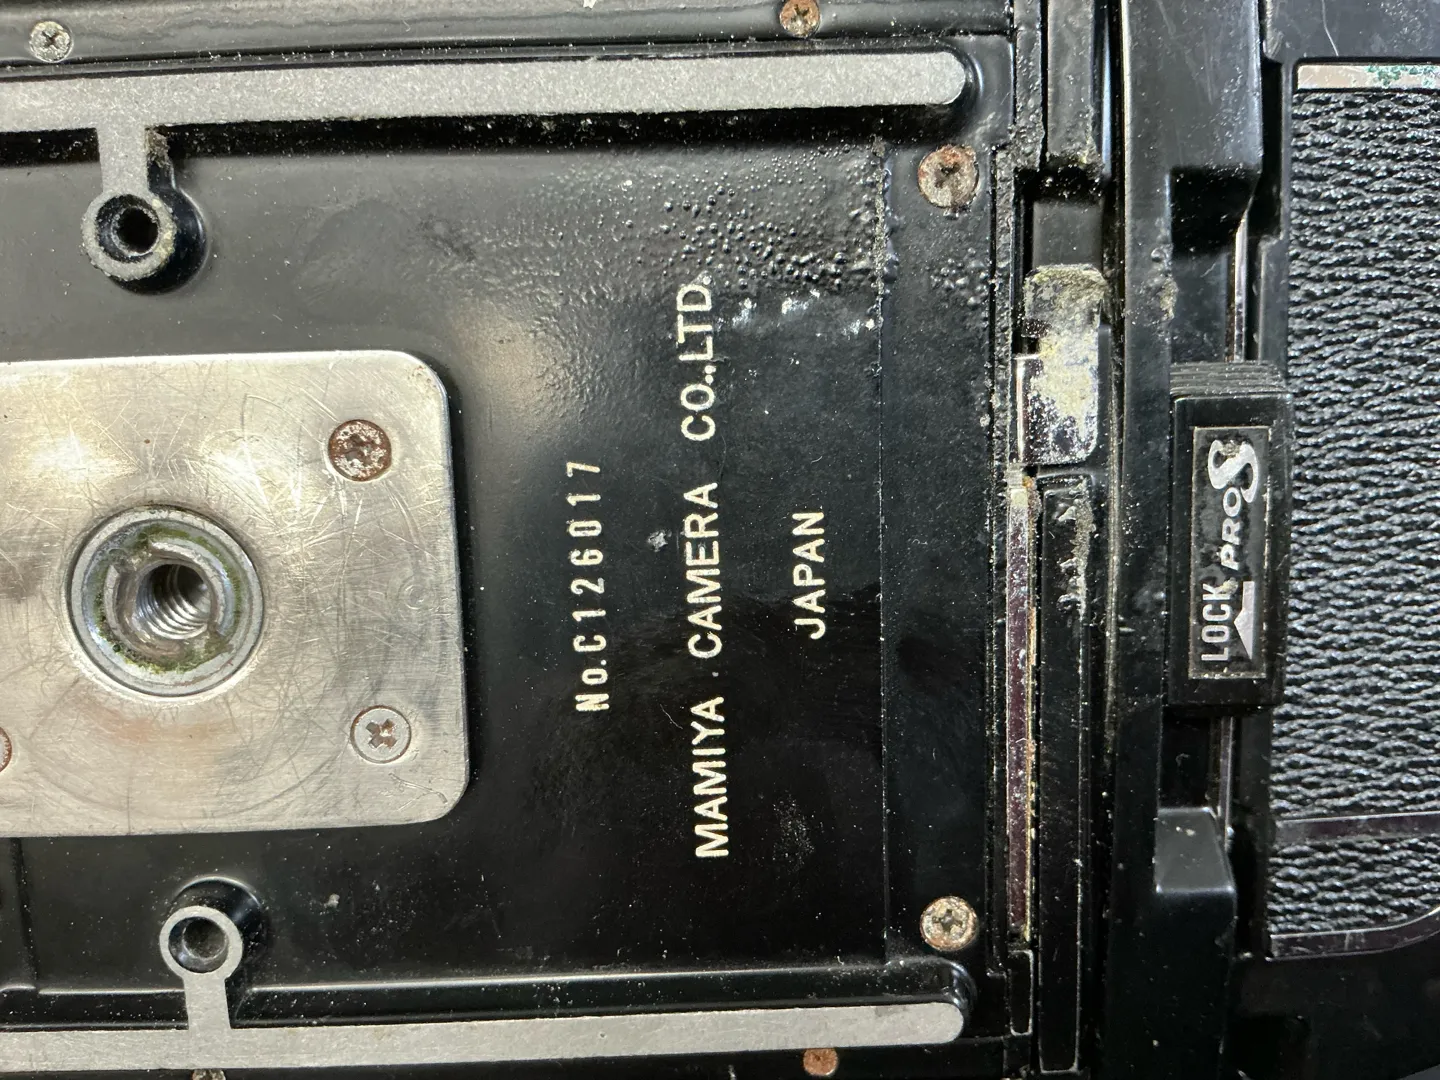 No.C126017
MAMIYA CAMERA CO.,LTD.
JAPAN
LOCK PRO S